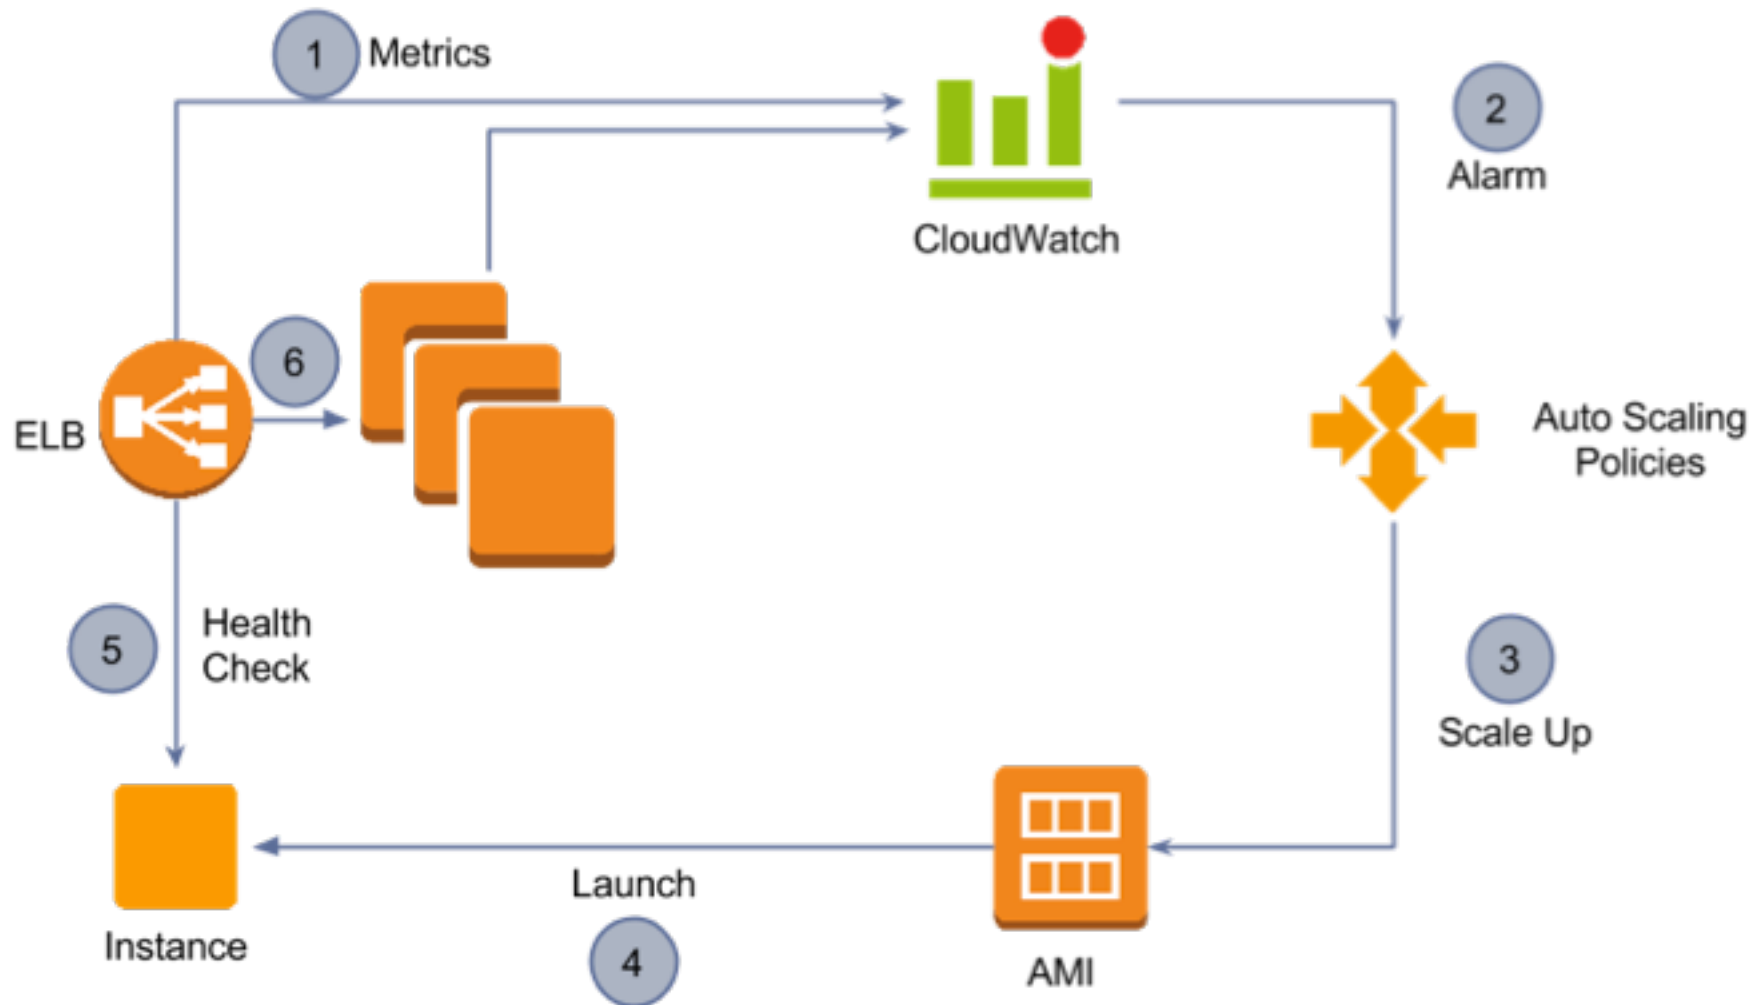 1
Metrics
2
Alarm
CloudWatch
6
ELB
Auto Scaling
Policies
5
Health
Check
3
Scale Up
Launch
4
Instance
AMI